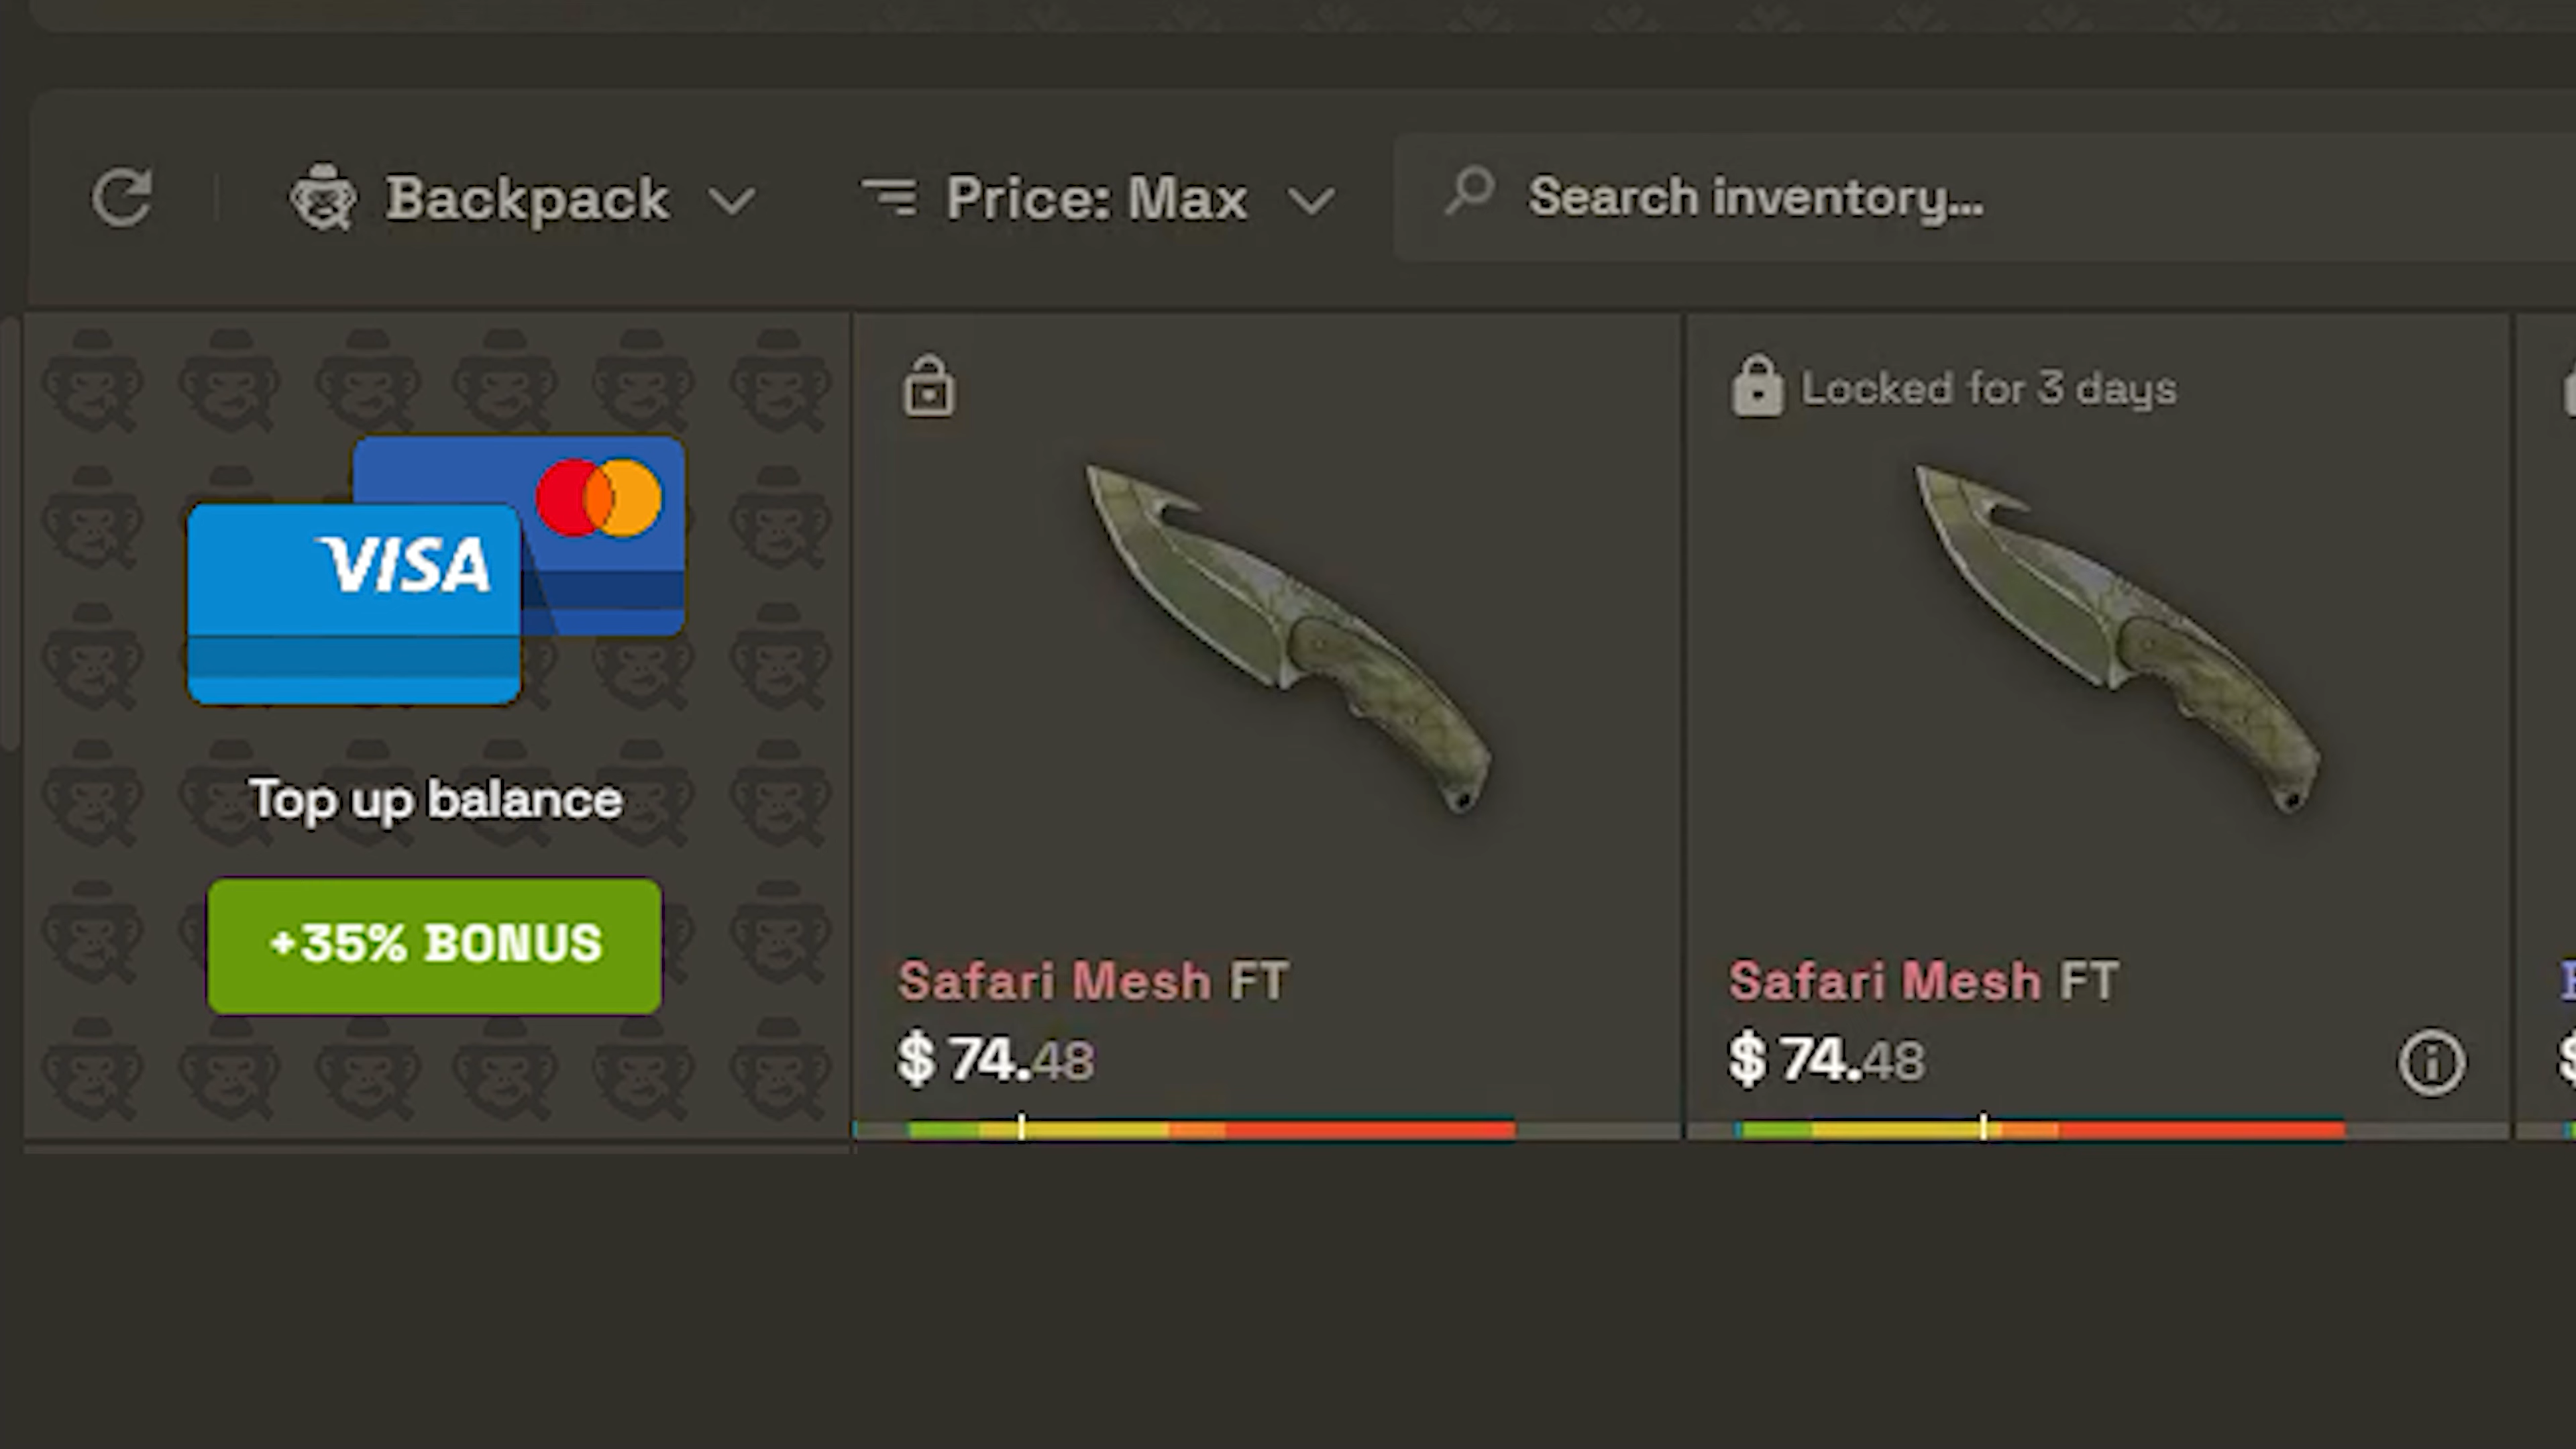 Backpack
Price: Max
Search inventory...
VISA
Top up balance
+35% BONUS
Safari Mesh FT
$ 74.48
Locked for 3 days
Safari Mesh FT
$ 74.48
$